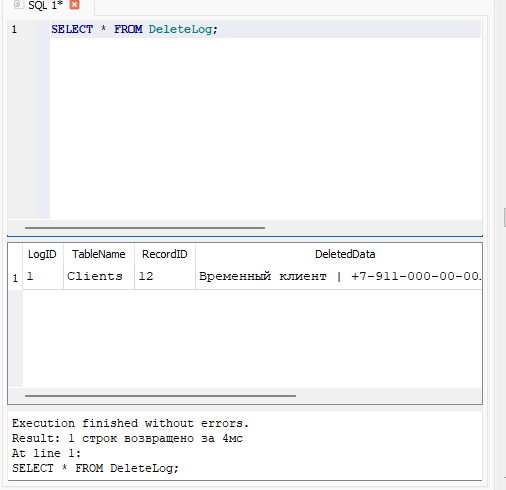 SQL 1*
1 SELECT * FROM DeleteLog;
LogID TableName RecordID DeletedData
1 1 Clients 12 Временный клиент | +7-911-000-00-00.
Execution finished without errors.
Result: 1 строк возвращено за 4мс
At line 1:
SELECT * FROM DeleteLog;